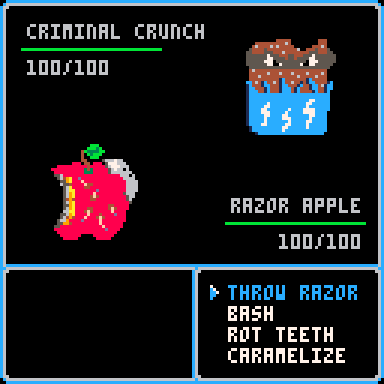 CRIMINAL CRUNCH
100/100
RAZOR APPLE
100/100
THROW RAZOR
BASH
ROT TEETH
CARAMELIZE